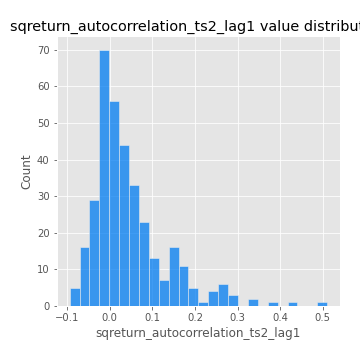 sqreturn_autocorrelation_ts2_lag1 value distribut
70
60
50
40
30
20
10
0
Count
-0.1 0.0 0.1 0.2 0.3 0.4 0.5
sqreturn_autocorrelation_ts2_lag1